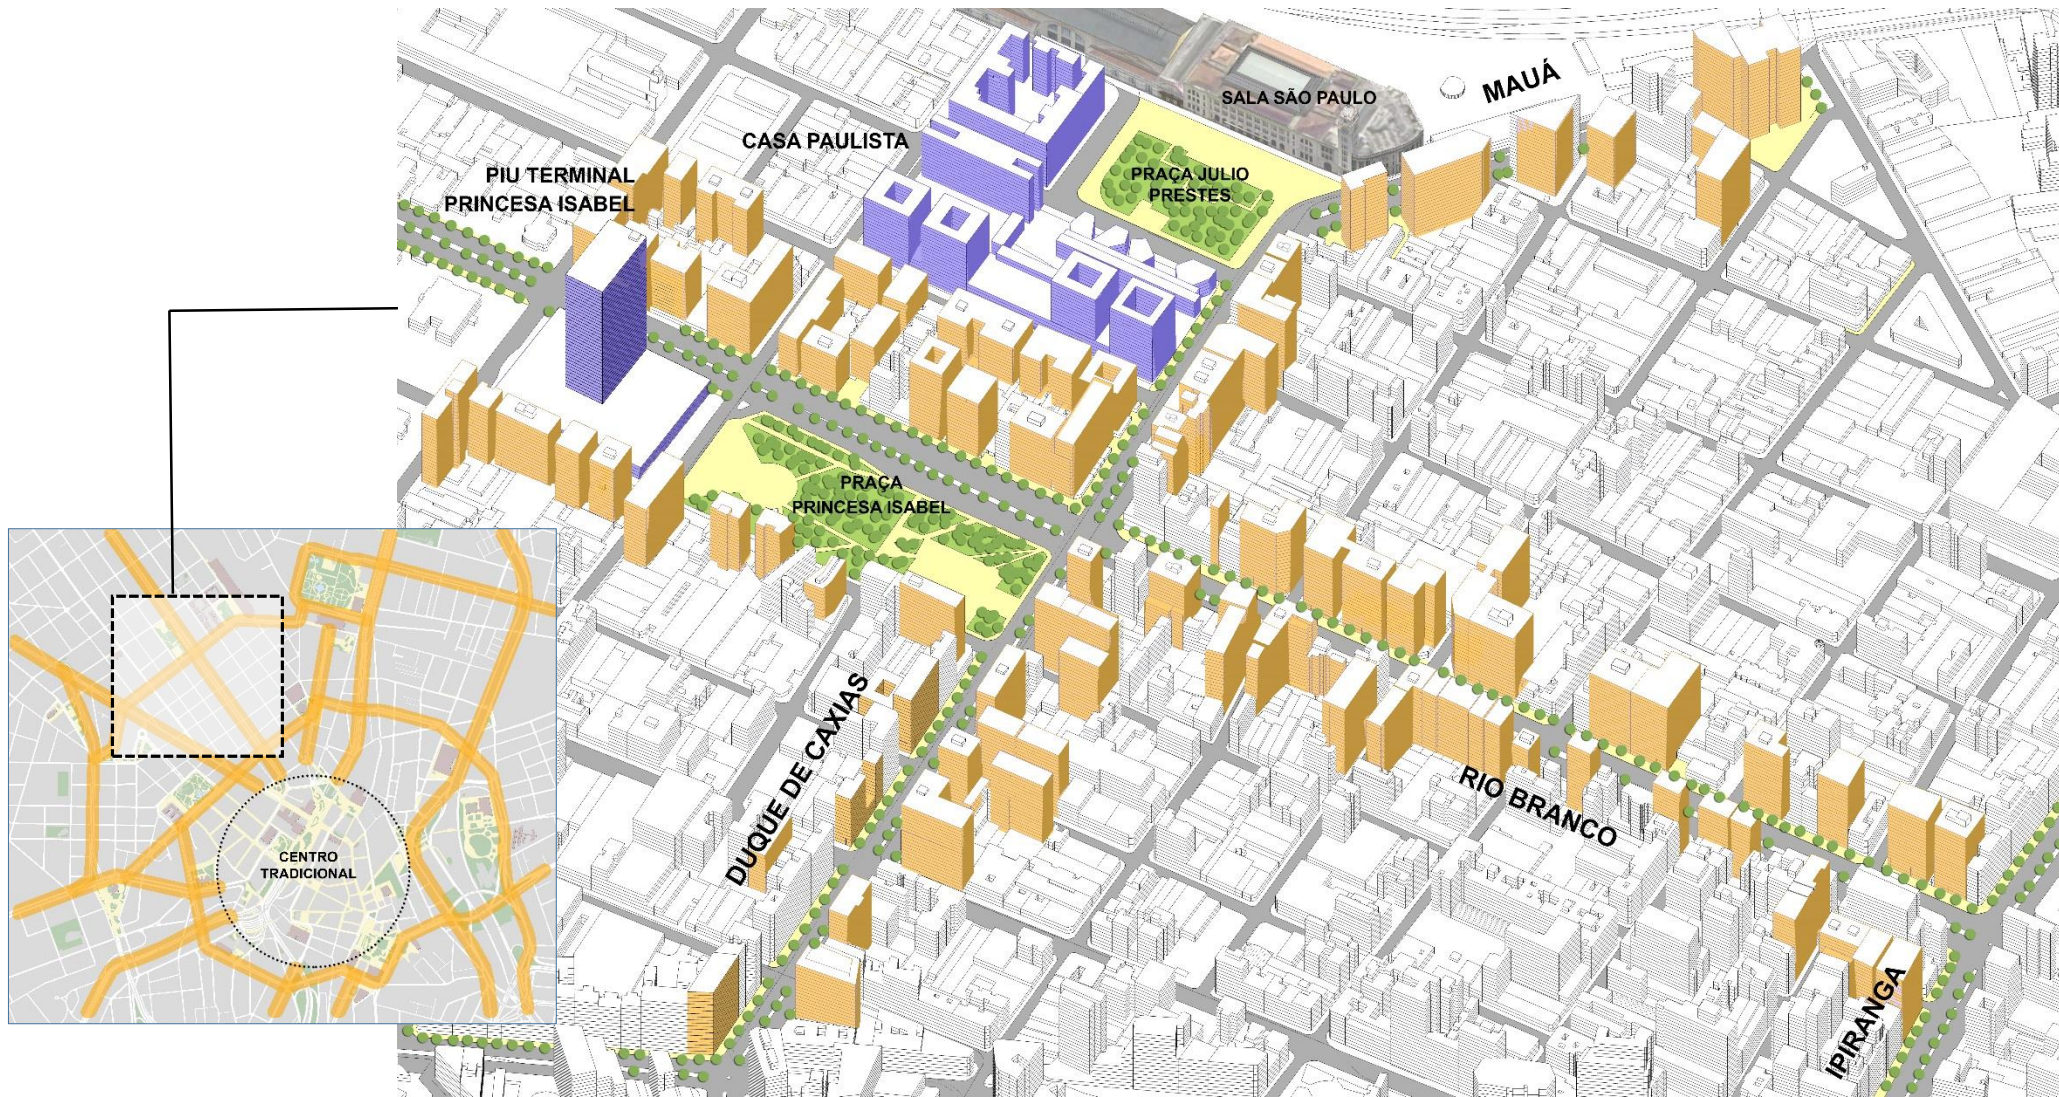 SALA SÃO PAULO
MAUÁ
CASA PAULISTA
PIU TERMINAL
PRINCESA ISABEL
PRAÇA JULIO
PRESTES
PRAÇA
PRINCESA ISABEL
DUQUE DE CAXIAS
RIO BRANCO
IPIRANGA
CENTRO
TRADICIONAL